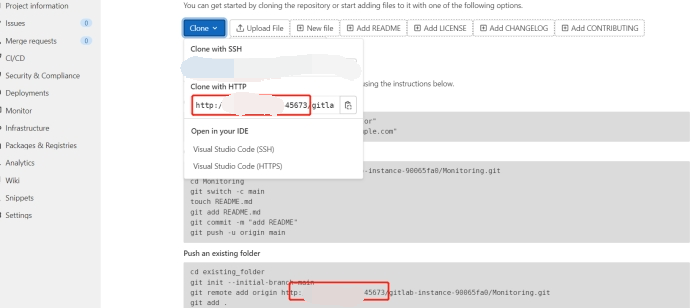 You can get started by cloning the repository or start adding files to it with one of the following options.
Project information
Issues 0
Merge requests 0
CI/CD
Security & Compliance
Deployments
Monitor
Infrastructure
Packages & Registries
Analytics
Wiki
Snippets
Settings
Clone
Upload File
New file
Add README
Add LICENSE
Add CHANGELOG
Add CONTRIBUTING
Clone with SSH
Clone with HTTP
http:/ 45673/gitla
Open in your IDE
Visual Studio Code (SSH)
Visual Studio Code (HTTPS)
using the instructions below.
or"
ple.com"
-instance-90065fa0/Monitoring.git
cd Monitoring
git switch -c main
touch README.md
git add README.md
git commit -m "add README"
git push -u origin main
Push an existing folder
cd existing_folder
git init --initial-branch=main
git remote add origin http: 45673/gitlab-instance-90065fa0/Monitoring.git
git add .